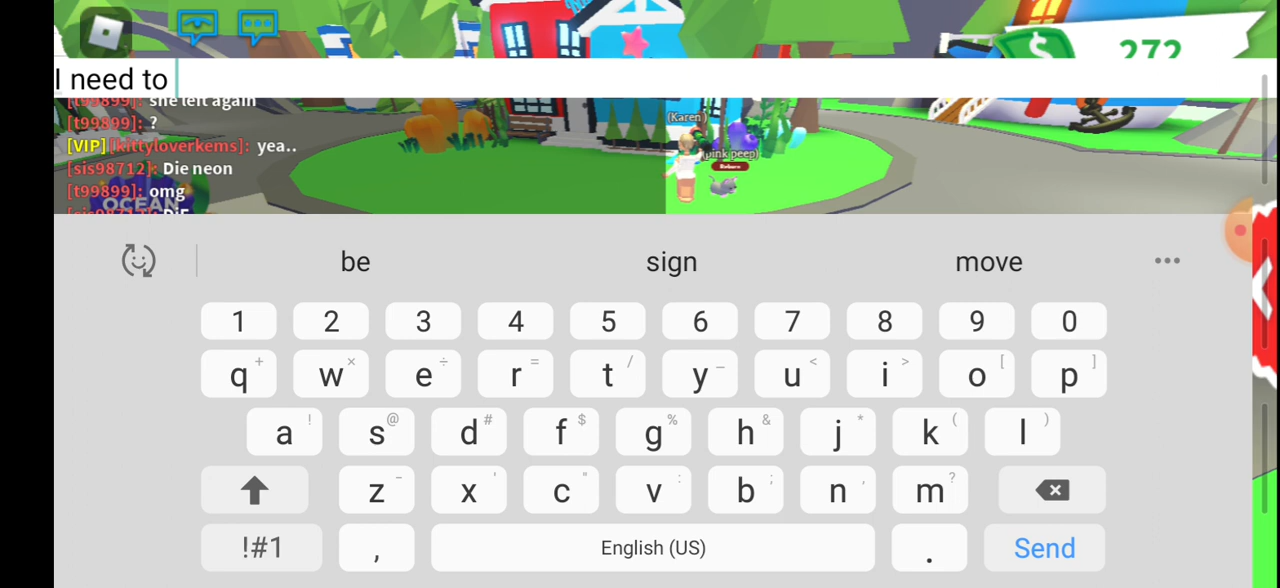 272
I need to
[t99899]: she left again
[t99899]: ?
[VIP][kittyloverkems]: yea..
[sis98712]: Die neon
[t99899]: omg
OCEAN
(Karen)
(pink peep)
be sign move
1 2 3 4 5 6 7 8 9 0
q + w × e ÷ r = t / y _ u < i > o [ p ]
a ! s @ d # f $ g % h & j * k ( l )
z - x ' c " v : b ; n , m ?
!#1 , English (US) . Send